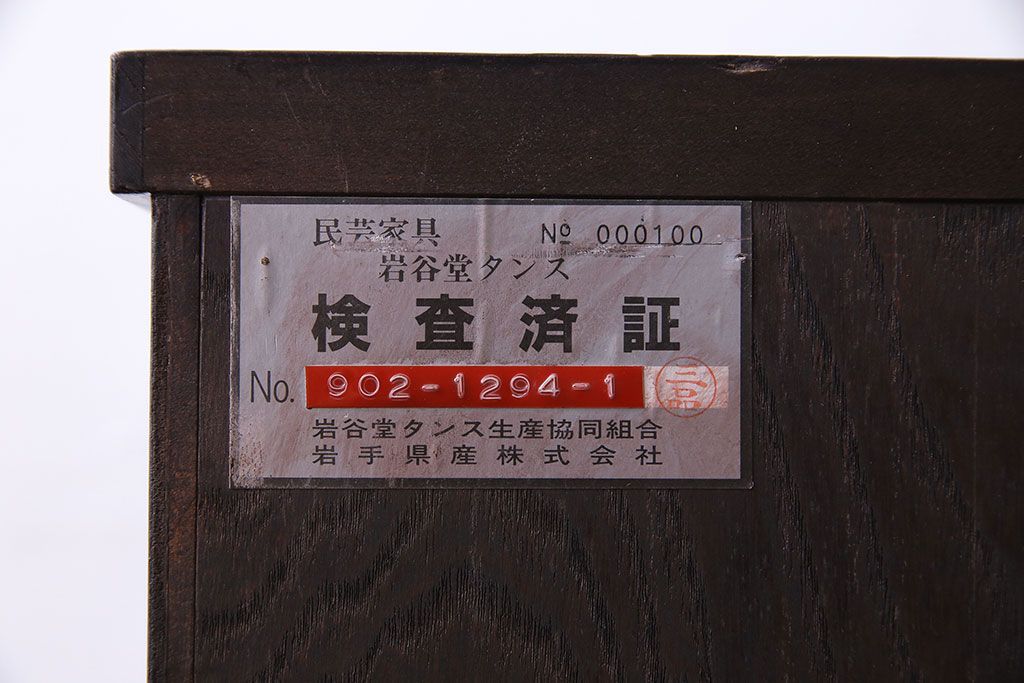 民芸家具 № 000100
岩谷堂タンス
検査済証
No. 902-1294-1
岩谷堂タンス生産協同組合
岩手県産株式会社